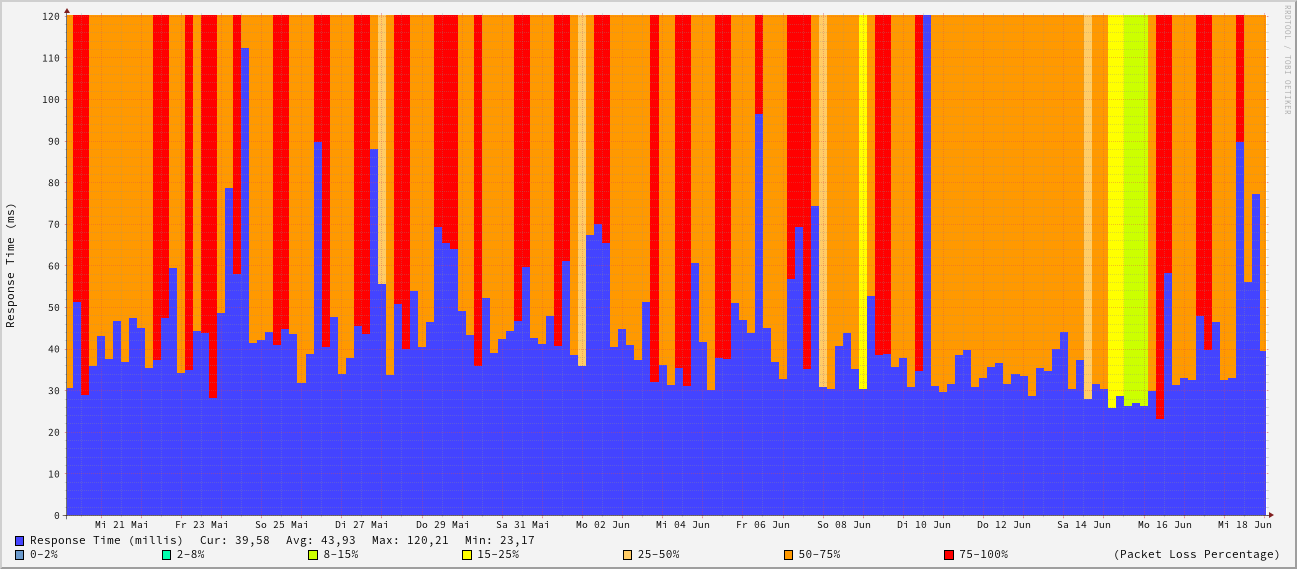 RRDTOOL / TOBI OETIKER
Response Time (ms)
120
110
100
90
80
70
60
50
40
30
20
10
0
Mi 21 Mai Fr 23 Mai So 25 Mai Di 27 Mai Do 29 Mai Sa 31 Mai Mo 02 Jun Mi 04 Jun Fr 06 Jun So 08 Jun Di 10 Jun Do 12 Jun Sa 14 Jun Mo 16 Jun Mi 18 Jun
Response Time (millis) Cur: 39,58 Avg: 43,93 Max: 120,21 Min: 23,17
0-2% 2-8% 8-15% 15-25% 25-50% 50-75% 75-100% (Packet Loss Percentage)